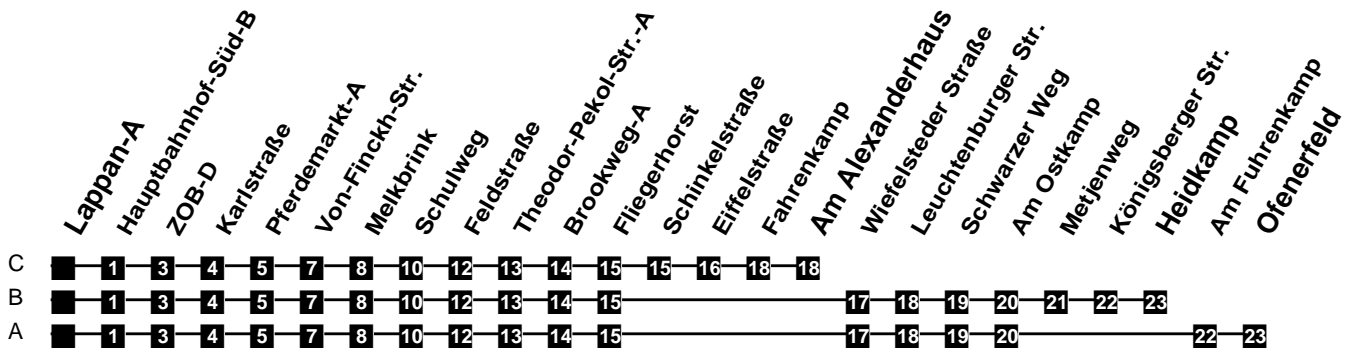 Lappan-A
Hauptbahnhof-Süd-B
ZOB-D
Karlstraße
Pferdemarkt-A
Von-Finckh-Str.
Melkbrink
Schulweg
Feldstraße
Theodor-Pekol-Str.-A
Brookweg-A
Fliegerhorst
Schinkelstraße
Eiffelstraße
Fahrenkamp
Am Alexanderhaus
Wiefelsteder Straße
Leuchtenburger Str.
Schwarzer Weg
Am Ostkamp
Metjenweg
Königsberger Str.
Heidkamp
Am Fuhrenkamp
Ofenerfeld
C 1 3 4 5 7 8 10 12 13 14 15 15 16 18 18
B 1 3 4 5 7 8 10 12 13 14 15 17 18 19 20 21 22 23
A 1 3 4 5 7 8 10 12 13 14 15 17 18 19 20 22 23